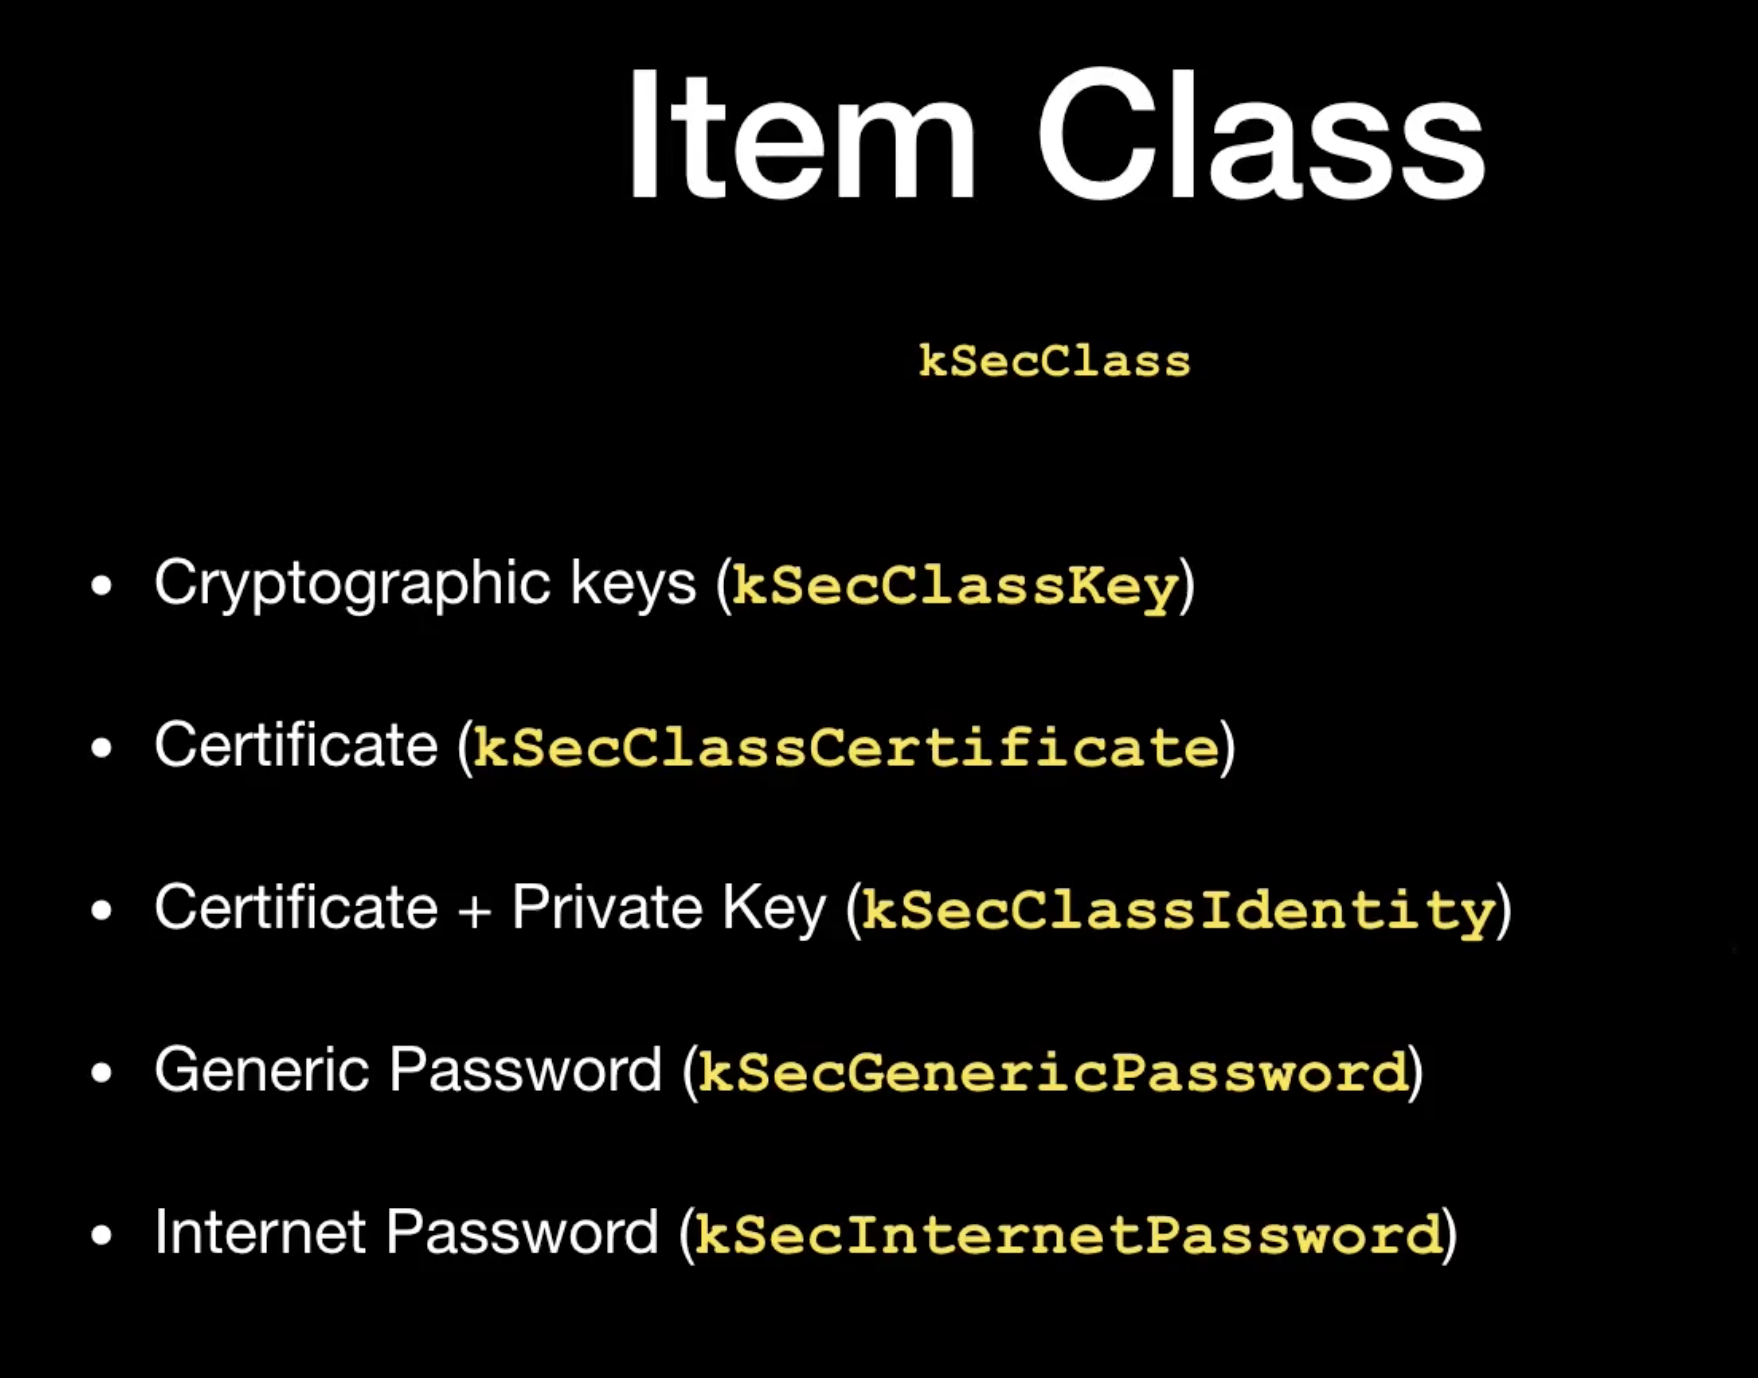 Item Class
kSecClass
• Cryptographic keys (kSecClassKey)
• Certificate (kSecClassCertificate)
• Certificate + Private Key (kSecClassIdentity)
• Generic Password (kSecGenericPassword)
• Internet Password (kSecInternetPassword)